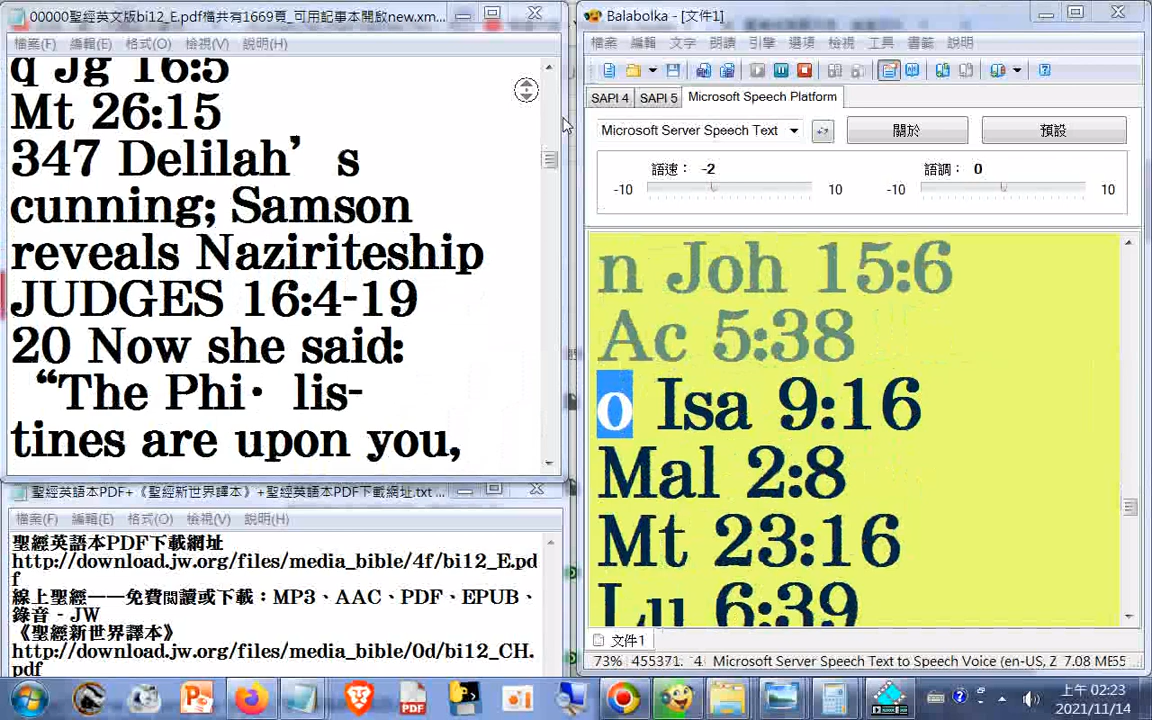 00000聖經英文版bi12_E.pdf檔共有1669頁_可用記事本開啟new.xm...
檔案(F) 編輯(E) 格式(O) 檢視(V) 說明(H)
q Jg 16:5
Mt 26:15
347 Delilah’s
cunning; Samson
reveals Naziriteship
JUDGES 16:4-19
20 Now she said:
“The Phi· lis-
tines are upon you,
聖經英語本PDF+《聖經新世界譯本》+聖經英語本PDF下載網址.txt ...
檔案(F) 編輯(E) 格式(O) 檢視(V) 說明(H)
聖經英語本PDF下載網址
http://download.jw.org/files/media_bible/4f/bi12_E.pd
f
線上聖經——免費閱讀或下載：MP3、AAC、PDF、EPUB、
錄音 - JW
《聖經新世界譯本》
http://download.jw.org/files/media_bible/0d/bi12_CH.
pdf
Balabolka - [文件1]
檔案 編輯 文字 朗讀 引擎 選項 檢視 工具 書籤 說明
SAPI 4 SAPI 5 Microsoft Speech Platform
Microsoft Server Speech Text 關於 預設
語速： -2 語調： 0
-10 10 -10 10
n Joh 15:6
Ac 5:38
o Isa 9:16
Mal 2:8
Mt 23:16
Lu 6:39
文件1
73% 455371. 4 Microsoft Server Speech Text to Speech Voice (en-US, Z 7.08 ME55
上午 02:23
2021/11/14